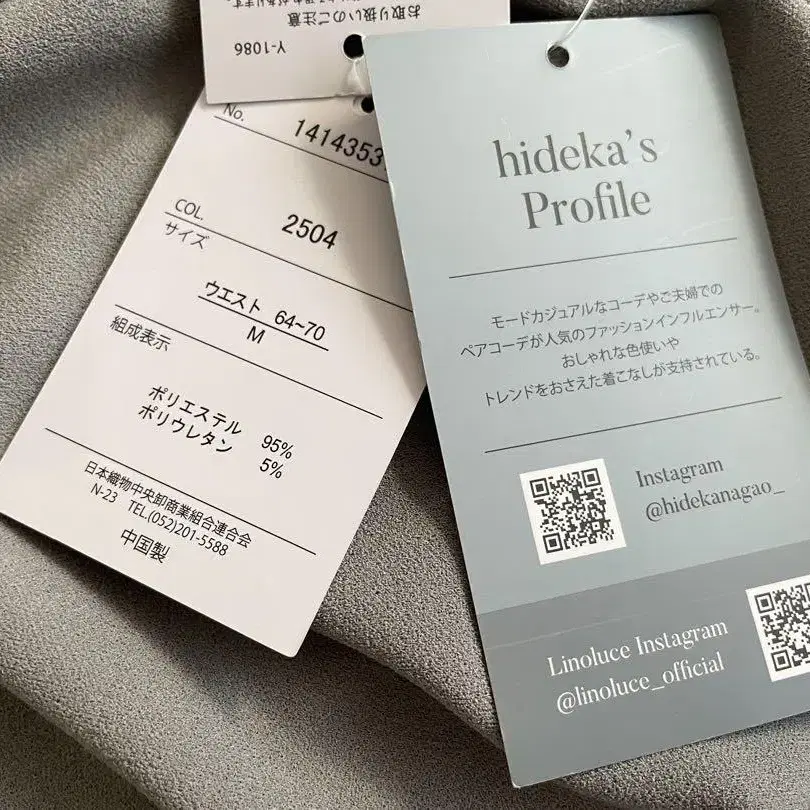 お取り扱いのご注意
Y-1086
No.
1414353
COL
2504
サイズ
ウエスト 64~70
M
組成表示
ポリエステル 95%
ポリウレタン 5%
日本織物中央卸商業組合連合会
N-23 TEL.(052)201-5588
中国製
hideka's
Profile
モードカジュアルなコーデやご夫婦での
ペアコーデが人気のファッションインフルエンサー。
おしゃれな色使いや
トレンドをおさえた着こなしが支持されている。
Instagram
@hidekanagao_
Linoluce Instagram
@linoluce_official